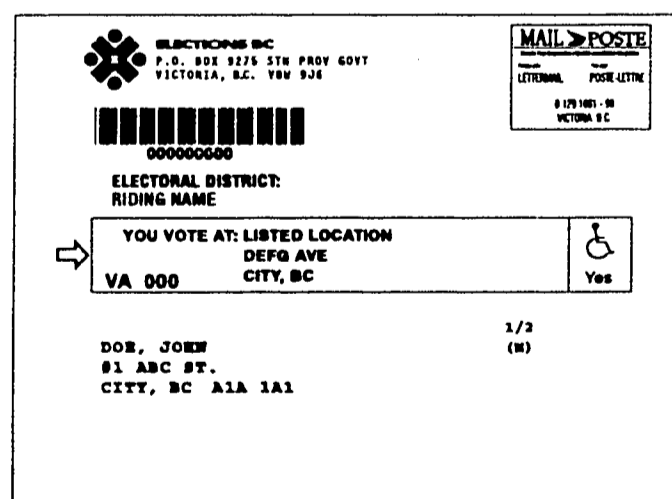 ELECTIONS BC
P.O. BOX 9275 STN PROV GOVT
VICTORIA, B.C. V8W 9J6
MAIL POSTE
LETTERMAIL POSTE-LETTRE
VICTORIA B C
000000000
ELECTORAL DISTRICT:
RIDING NAME
YOU VOTE AT: LISTED LOCATION
DEFG AVE
VA 000 CITY, BC
Yes
1/2
DOE, JOHN (M)
#1 ABC ST.
CITY, BC A1A 1A1